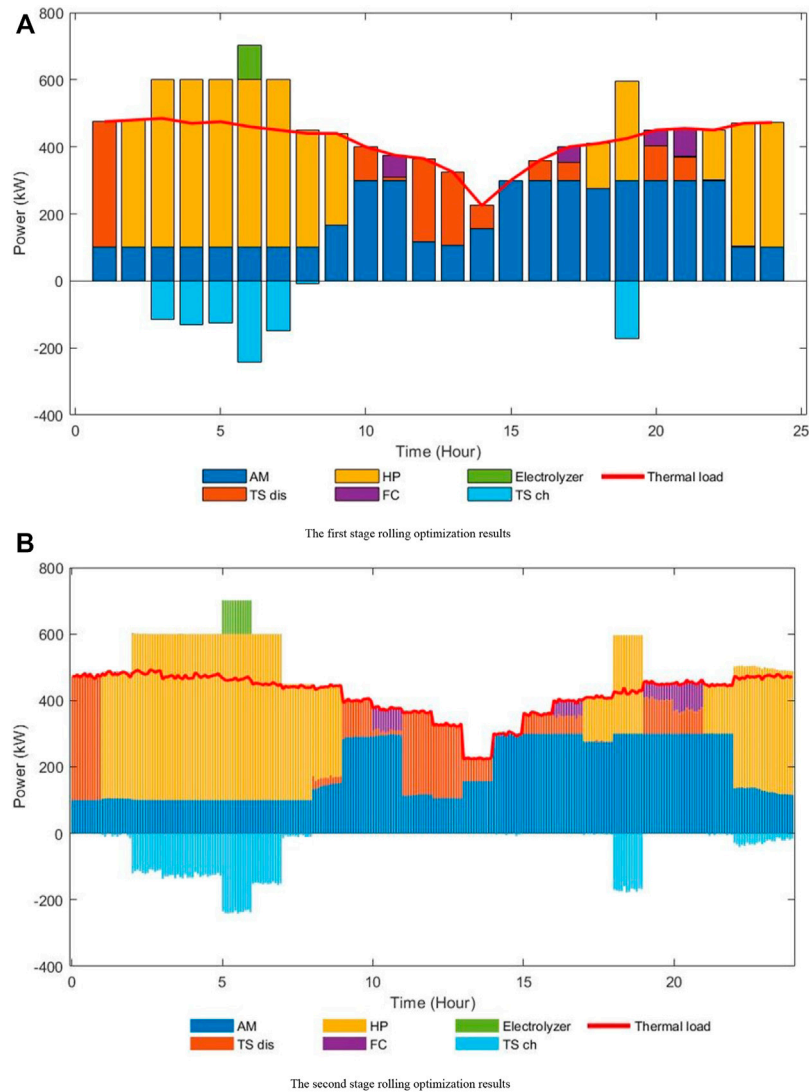 A
800
600
400
200
0
-200
-400
Power (kW)
0 5 10 15 20 25
Time (Hour)
AM HP Electrolyzer Thermal load
TS dis FC TS ch
The first stage rolling optimization results
B
800
600
400
200
0
-200
-400
Power (kW)
0 5 10 15 20
Time (Hour)
AM HP Electrolyzer Thermal load
TS dis FC TS ch
The second stage rolling optimization results